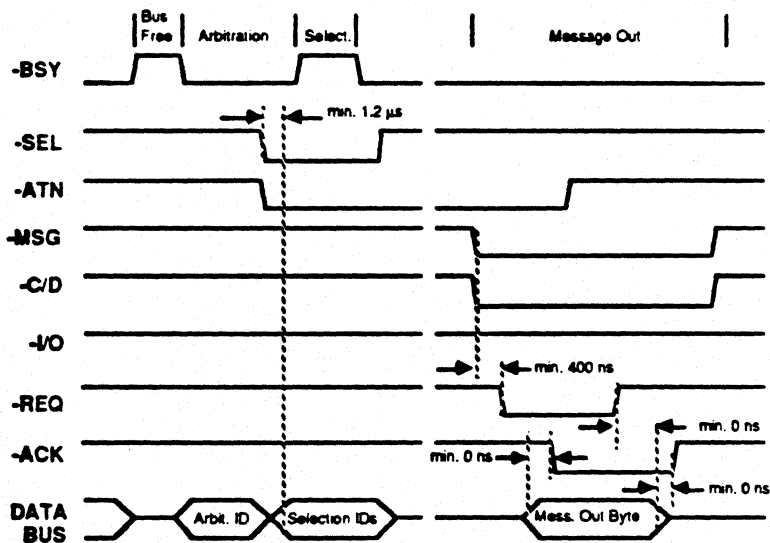 Bus
Free
Arbitration
Select.
Message Out
-BSY
min. 1.2 µs
-SEL
-ATN
-MSG
-C/D
-I/O
min. 400 ns
-REQ
min. 0 ns
-ACK
min. 0 ns
min. 0 ns
DATA
BUS
Arbit. ID
Selection IDs
Mess. Out Byte